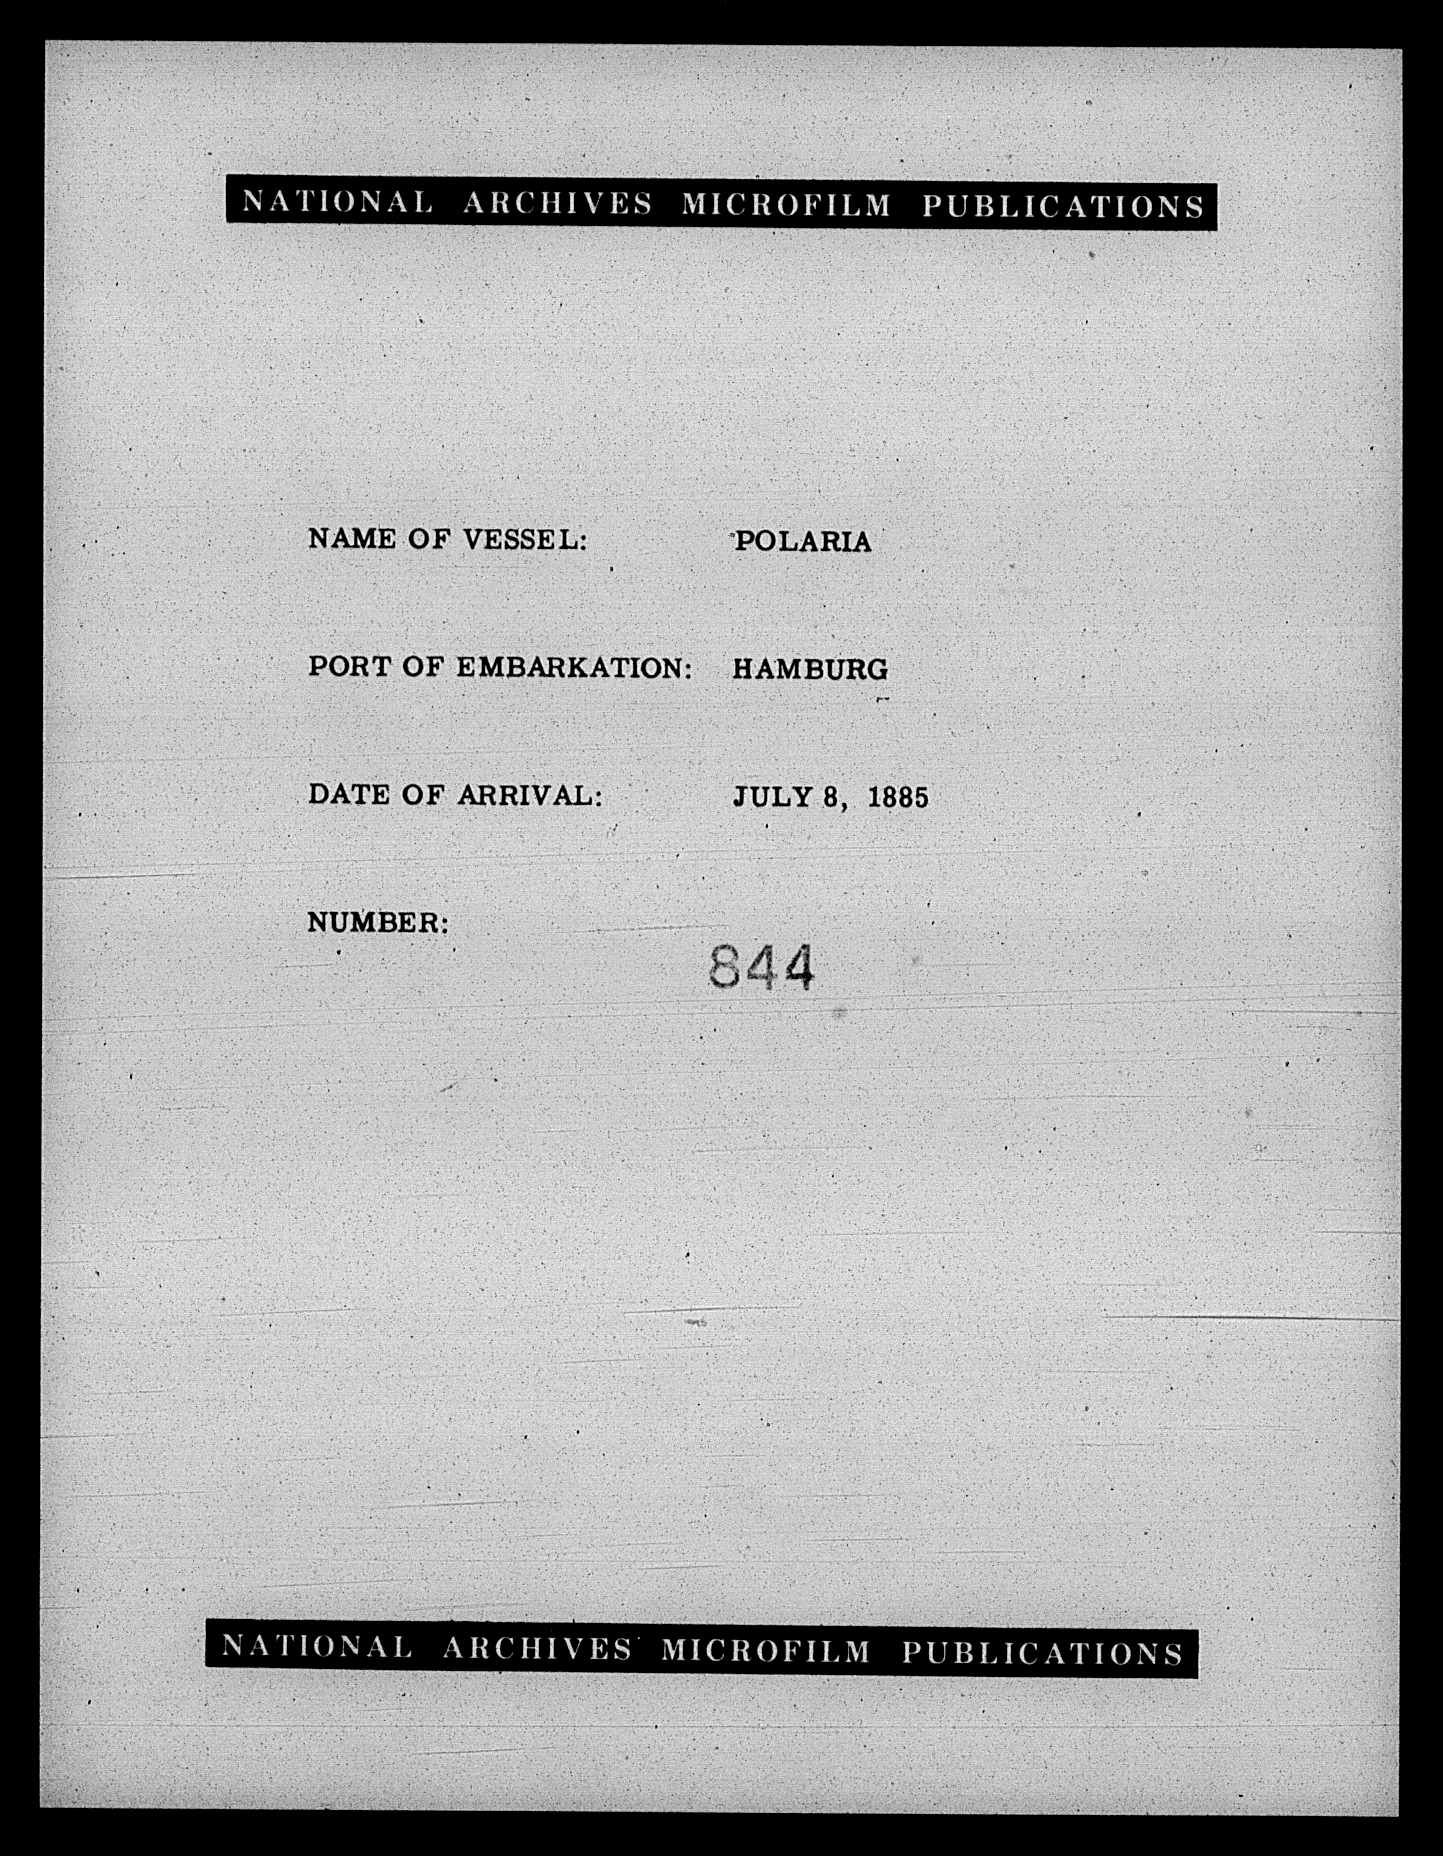 NATIONAL ARCHIVES MICROFILM PUBLICATIONS
NAME OF VESSEL: POLARIA
PORT OF EMBARKATION: HAMBURG
DATE OF ARRIVAL: JULY 8, 1885
NUMBER:
844
NATIONAL ARCHIVES MICROFILM PUBLICATIONS